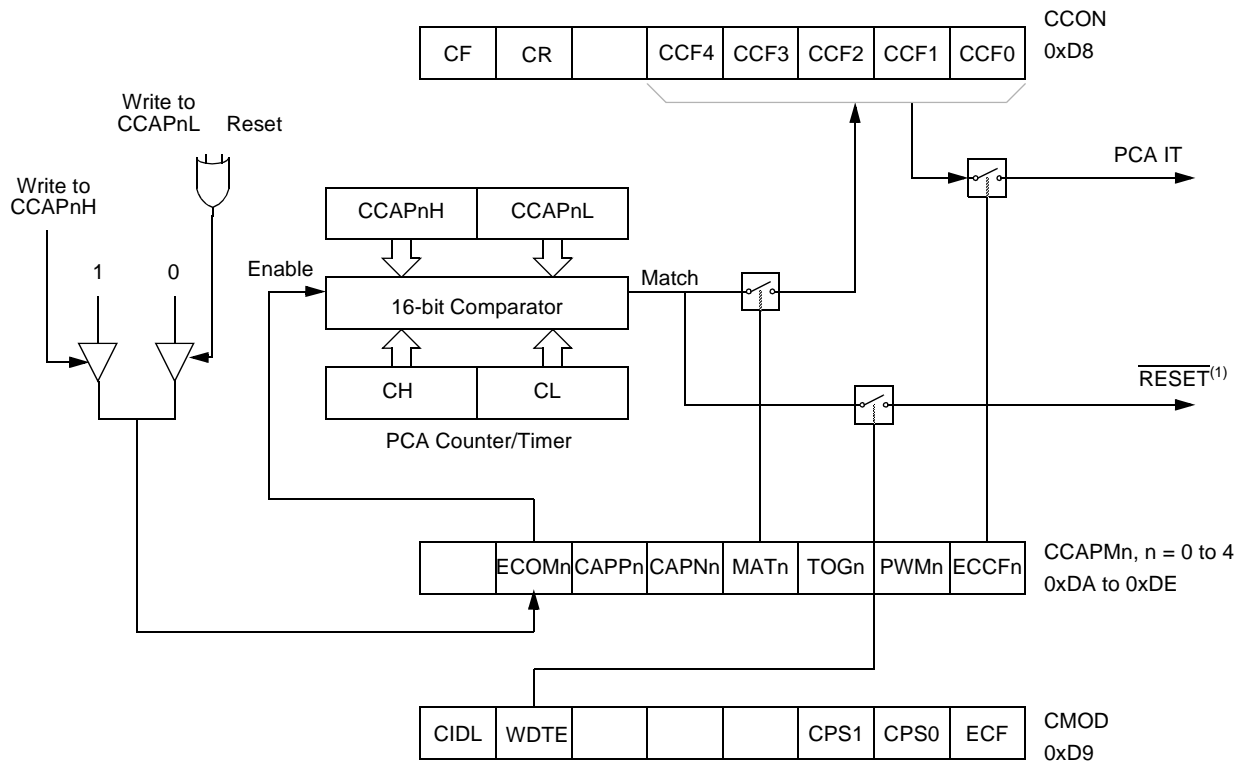 CF CR CCF4 CCF3 CCF2 CCF1 CCF0
CCON
0xD8
Write to
CCAPnL Reset
Write to
CCAPnH
PCA IT
CCAPnH CCAPnL
1 0
Enable
Match
16-bit Comparator
CH CL
RESET(1)
PCA Counter/Timer
ECOMn CAPPn CAPNn MATn TOGn PWMn ECCFn
CCAPMn, n = 0 to 4
0xDA to 0xDE
CIDL WDTE CPS1 CPS0 ECF
CMOD
0xD9